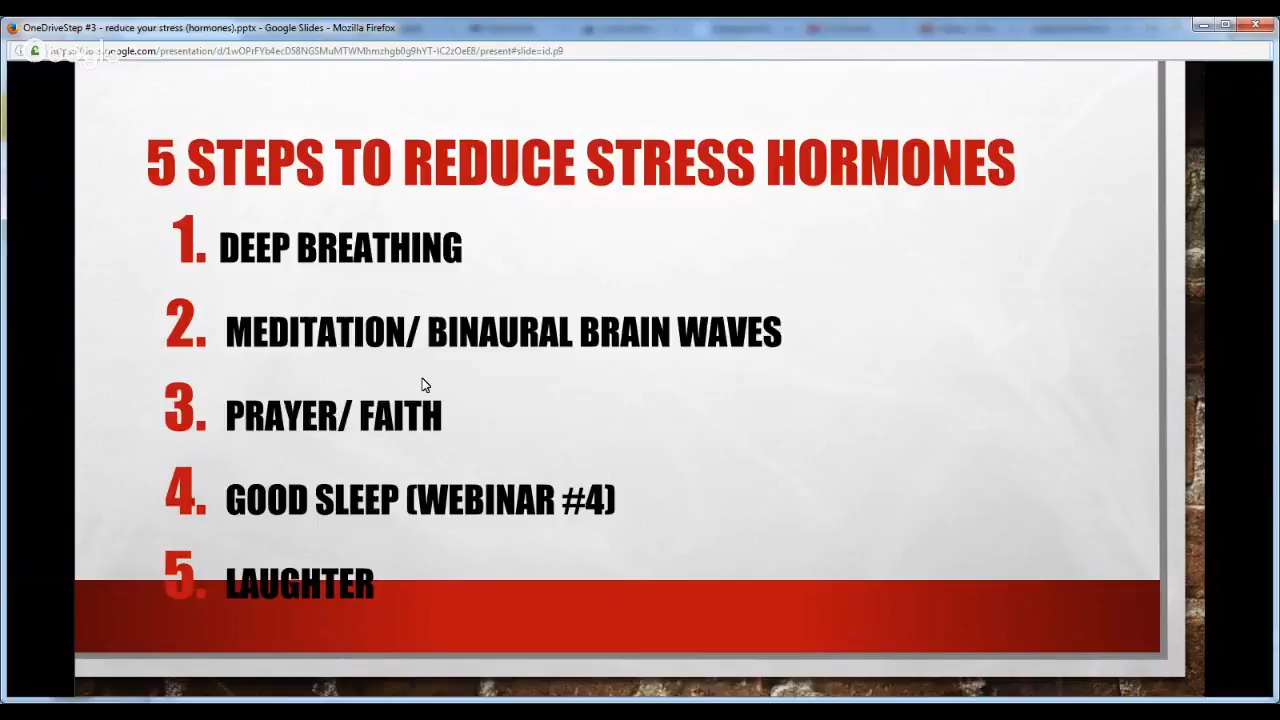 OneDriveStep #3 - reduce your stress (hormones).pptx - Google Slides - Mozilla Firefox
5 STEPS TO REDUCE STRESS HORMONES
1. DEEP BREATHING
2. MEDITATION/ BINAURAL BRAIN WAVES
3. PRAYER/ FAITH
4. GOOD SLEEP (WEBINAR #4)
5. LAUGHTER